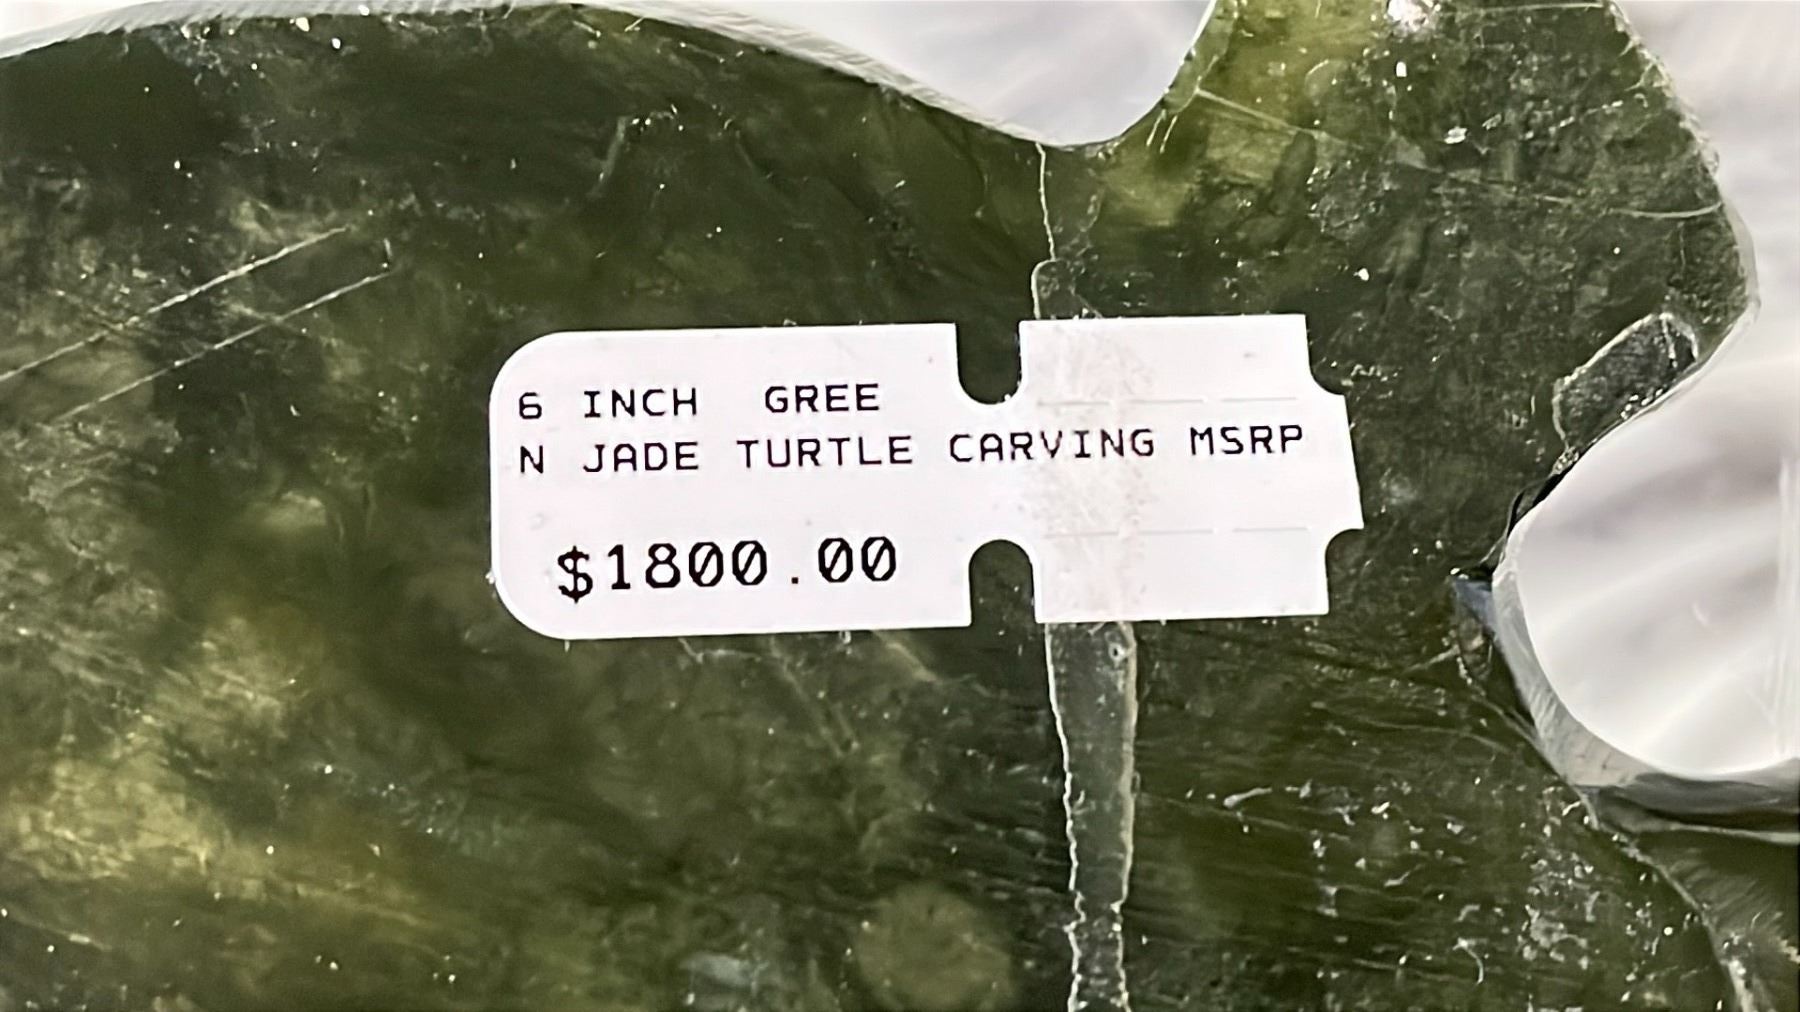 6 INCH  GREE
N JADE TURTLE CARVING MSRP
$1800.00